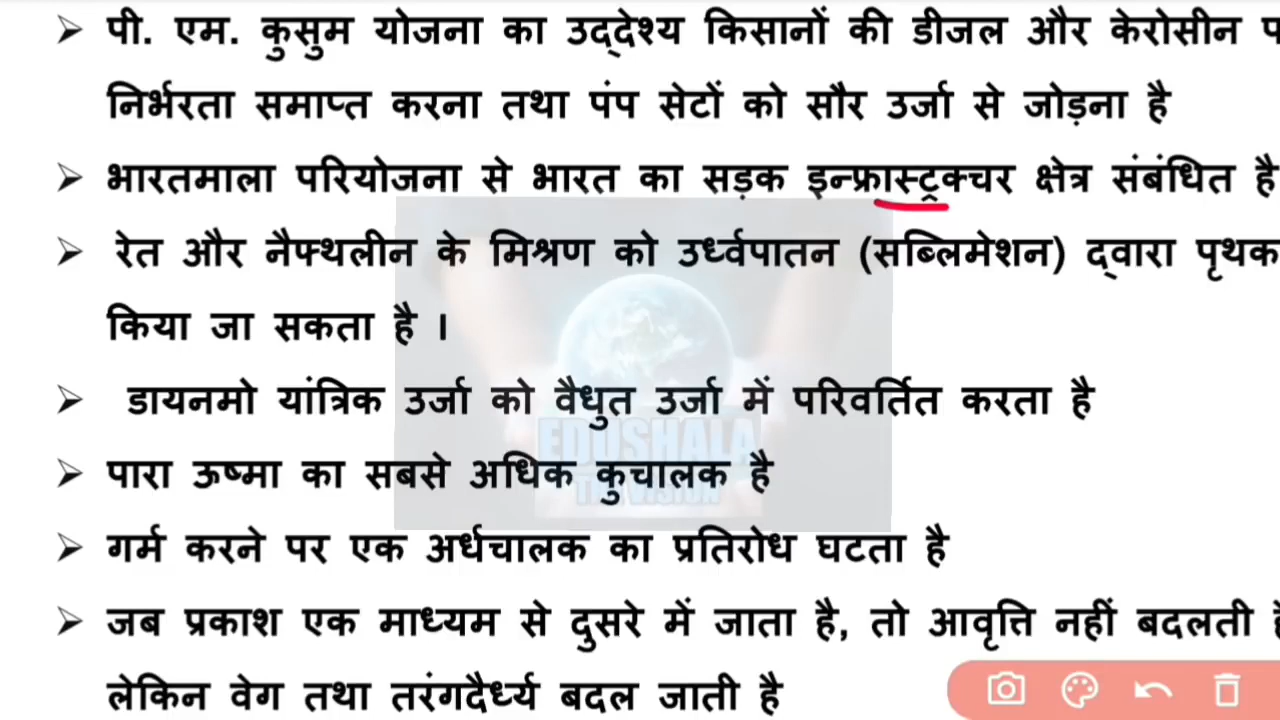 ➢ पी. एम. कुसुम योजना का उद्देश्य किसानों की डीजल और केरोसीन
निर्भरता समाप्त करना तथा पंप सेटों को सौर उर्जा से जोड़ना है
➢ भारतमाला परियोजना से भारत का सड़क इन्फ्रास्ट्रक्चर क्षेत्र संबंधित है
➢ रेत और नैफ्थलीन के मिश्रण को उर्ध्वपातन (सब्लिमेशन) द्वारा पृथक
किया जा सकता है ।
➢ डायनमो यांत्रिक उर्जा को वैधुत उर्जा में परिवर्तित करता है
➢ पारा ऊष्मा का सबसे अधिक कुचालक है
EDUSHALA
➢ गर्म करने पर एक अर्धचालक का प्रतिरोध घटता है
➢ जब प्रकाश एक माध्यम से दुसरे में जाता है, तो आवृत्ति नहीं बदलती
लेकिन वेग तथा तरंगदैर्ध्य बदल जाती है